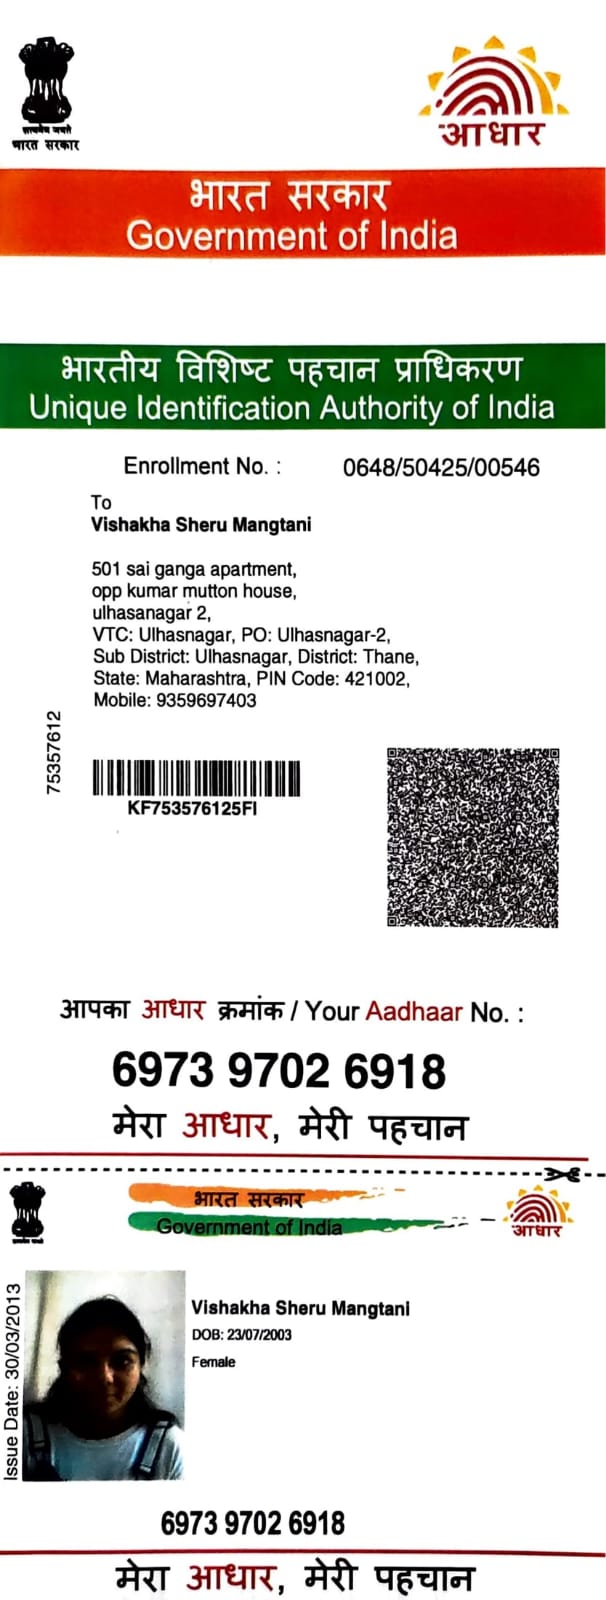 सत्यमेव जयते
भारत सरकार
आधार
भारत सरकार
Government of India
भारतीय विशिष्ट पहचान प्राधिकरण
Unique Identification Authority of India
Enrollment No. : 0648/50425/00546
To
Vishakha Sheru Mangtani
501 sai ganga apartment,
opp kumar mutton house,
ulhasanagar 2,
VTC: Ulhasnagar, PO: Ulhasnagar-2,
Sub District: Ulhasnagar, District: Thane,
State: Maharashtra, PIN Code: 421002,
Mobile: 9359697403
75357612
KF753576125FI
आपका आधार क्रमांक / Your Aadhaar No. :
6973 9702 6918
मेरा आधार, मेरी पहचान
भारत सरकार
Government of India
आधार
Issue Date: 30/03/2013
Vishakha Sheru Mangtani
DOB: 23/07/2003
Female
6973 9702 6918
मेरा आधार, मेरी पहचान